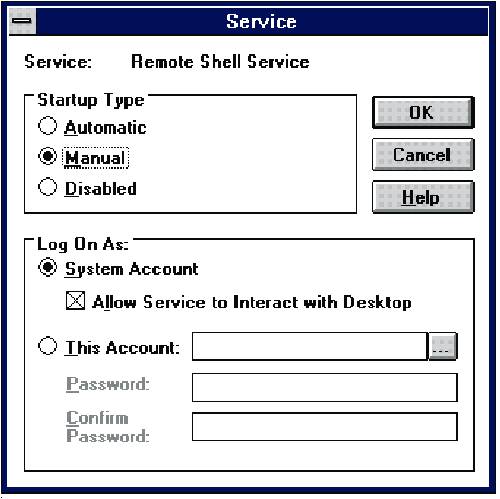 Service
Service: Remote Shell Service
Startup Type
Automatic
Manual
Disabled
OK
Cancel
Help
Log On As:
System Account
Allow Service to Interact with Desktop
This Account:
...
Password:
Confirm
Password: